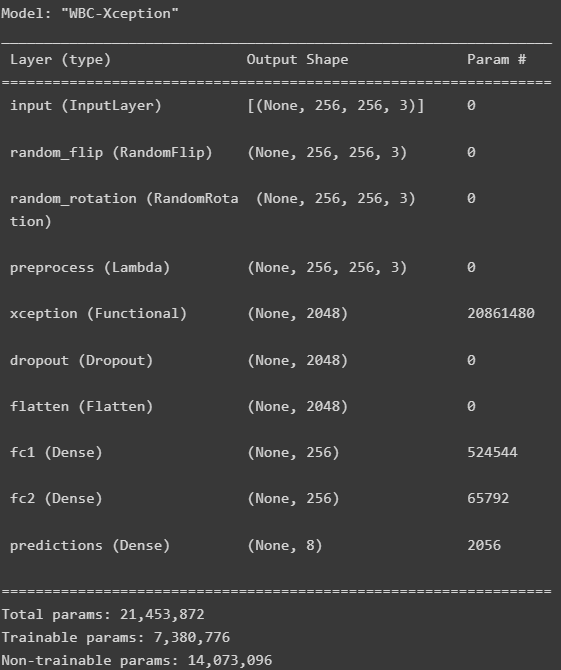 Model: "WBC-Xception"
_________________________________________________________________
Layer (type) Output Shape Param #
=================================================================
input (InputLayer) [(None, 256, 256, 3)] 0
random_flip (RandomFlip) (None, 256, 256, 3) 0
random_rotation (RandomRota (None, 256, 256, 3) 0
tion)
preprocess (Lambda) (None, 256, 256, 3) 0
xception (Functional) (None, 2048) 20861480
dropout (Dropout) (None, 2048) 0
flatten (Flatten) (None, 2048) 0
fc1 (Dense) (None, 256) 524544
fc2 (Dense) (None, 256) 65792
predictions (Dense) (None, 8) 2056
=================================================================
Total params: 21,453,872
Trainable params: 7,380,776
Non-trainable params: 14,073,096